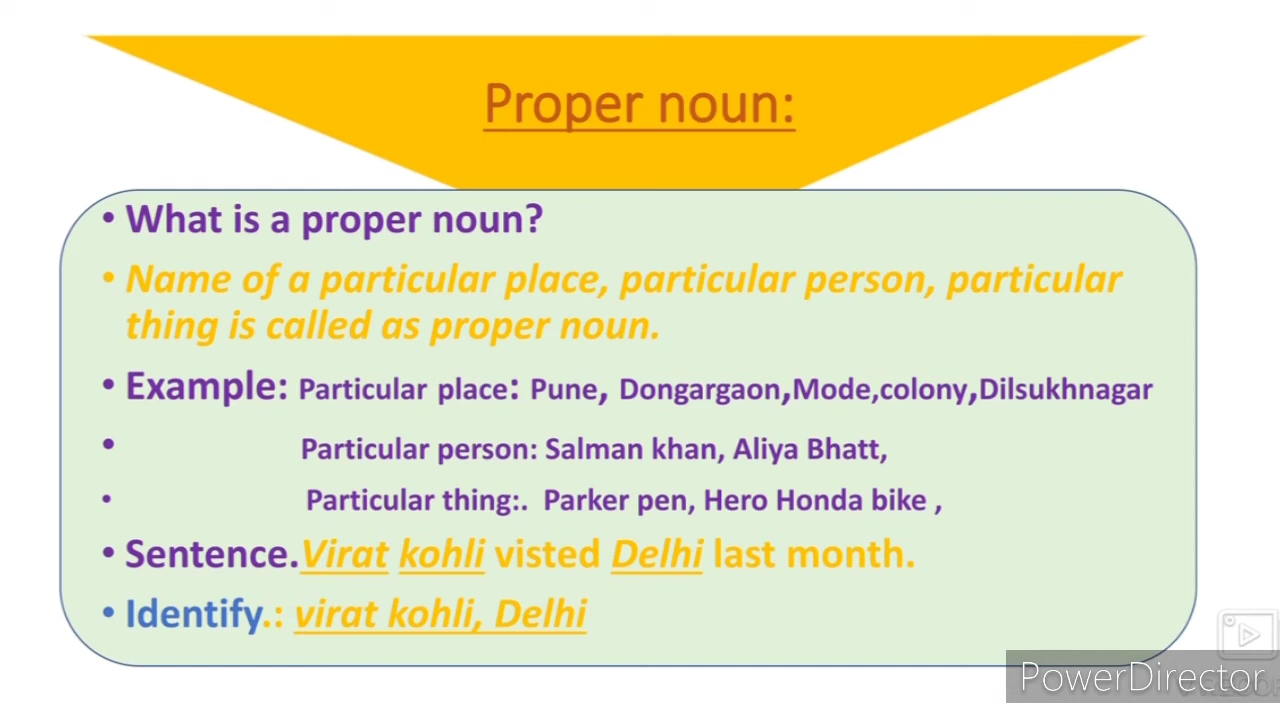 Proper noun:
• What is a proper noun?
• Name of a particular place, particular person, particular
thing is called as proper noun.
• Example: Particular place: Pune, Dongargaon,Mode,colony,Dilsukhnagar
• Particular person: Salman khan, Aliya Bhatt,
• Particular thing:. Parker pen, Hero Honda bike ,
• Sentence.Virat kohli visted Delhi last month.
• Identify.: virat kohli, Delhi
PowerDirector